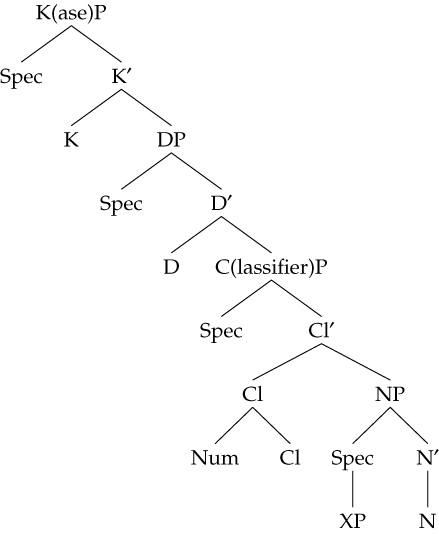 K(ase)P
Spec K′
K DP
Spec D′
D C(lassifier)P
Spec Cl′
Cl NP
Num Cl Spec N′
XP N